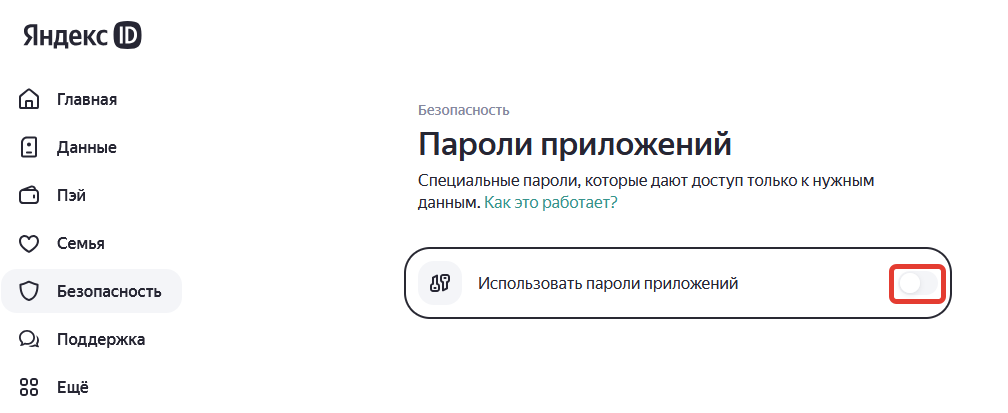 Яндекс ID
Главная
Данные
Пэй
Семья
Безопасность
Поддержка
Ещё
Безопасность
Пароли приложений
Специальные пароли, которые дают доступ только к нужным
данным. Как это работает?
Использовать пароли приложений